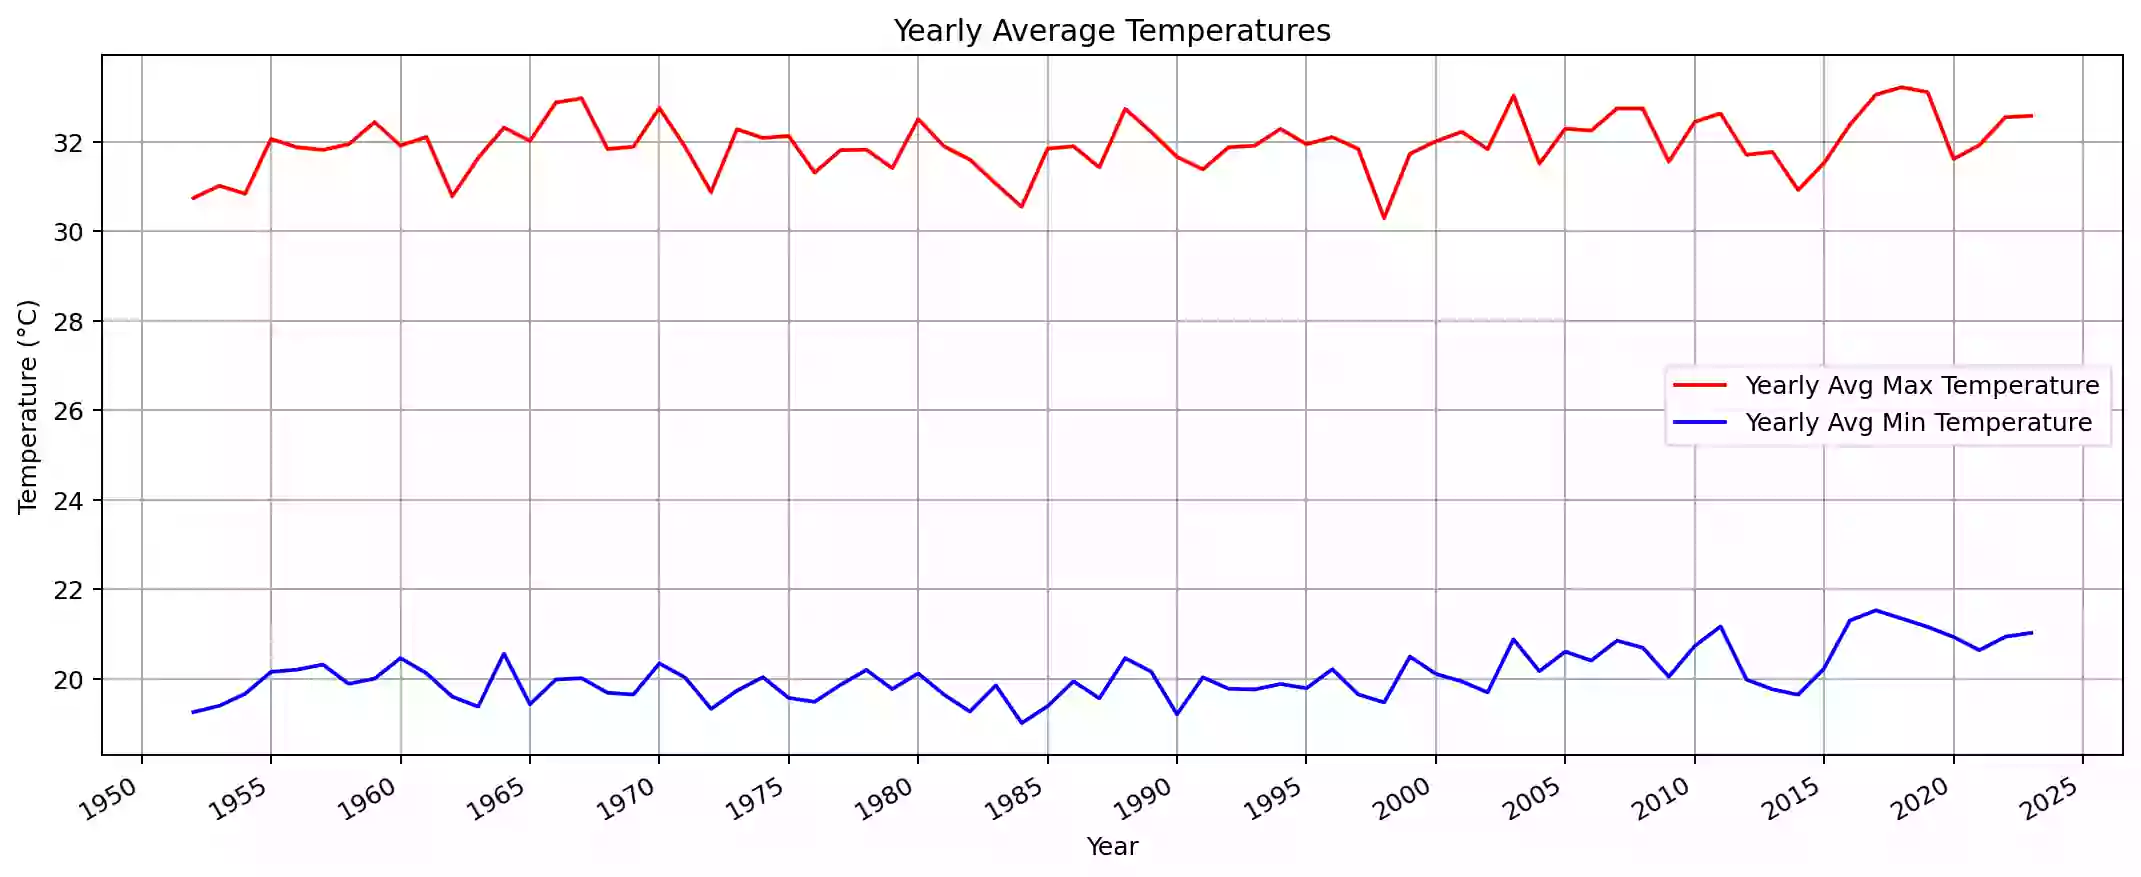 Yearly Average Temperatures
Temperature (°C)
32
30
28
26
24
22
20
Yearly Avg Max Temperature
Yearly Avg Min Temperature
1950 1955 1960 1965 1970 1975 1980 1985 1990 1995 2000 2005 2010 2015 2020 2025
Year